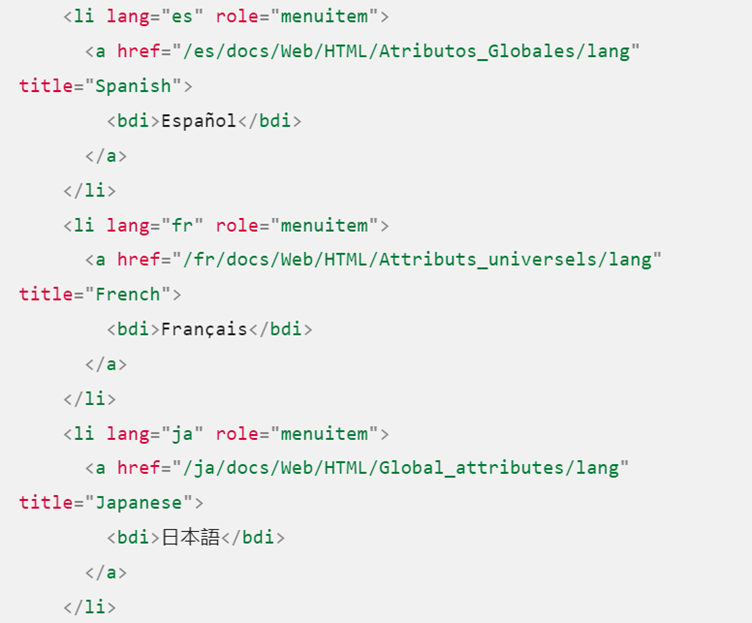 <li lang="es" role="menuitem">
<a href="/es/docs/Web/HTML/Atributos_Globales/lang"
title="Spanish">
<bdi>Español</bdi>
</a>
</li>
<li lang="fr" role="menuitem">
<a href="/fr/docs/Web/HTML/Attributs_universels/lang"
title="French">
<bdi>Français</bdi>
</a>
</li>
<li lang="ja" role="menuitem">
<a href="/ja/docs/Web/HTML/Global_attributes/lang"
title="Japanese">
<bdi>日本語</bdi>
</a>
</li>